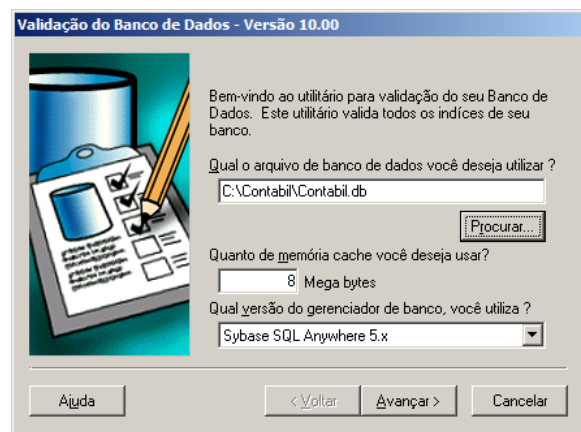 Validação do Banco de Dados - Versão 10.00
Bem-vindo ao utilitário para validação do seu Banco de
Dados. Este utilitário valida todos os indíces de seu
banco.
Qual o arquivo de banco de dados você deseja utilizar ?
C:\Contabil\Contabil.db
Procurar...
Quanto de memória cache você deseja usar?
8 Mega bytes
Qual versão do gerenciador de banco, você utiliza ?
Sybase SQL Anywhere 5.x
Ajuda
< Voltar
Avançar >
Cancelar